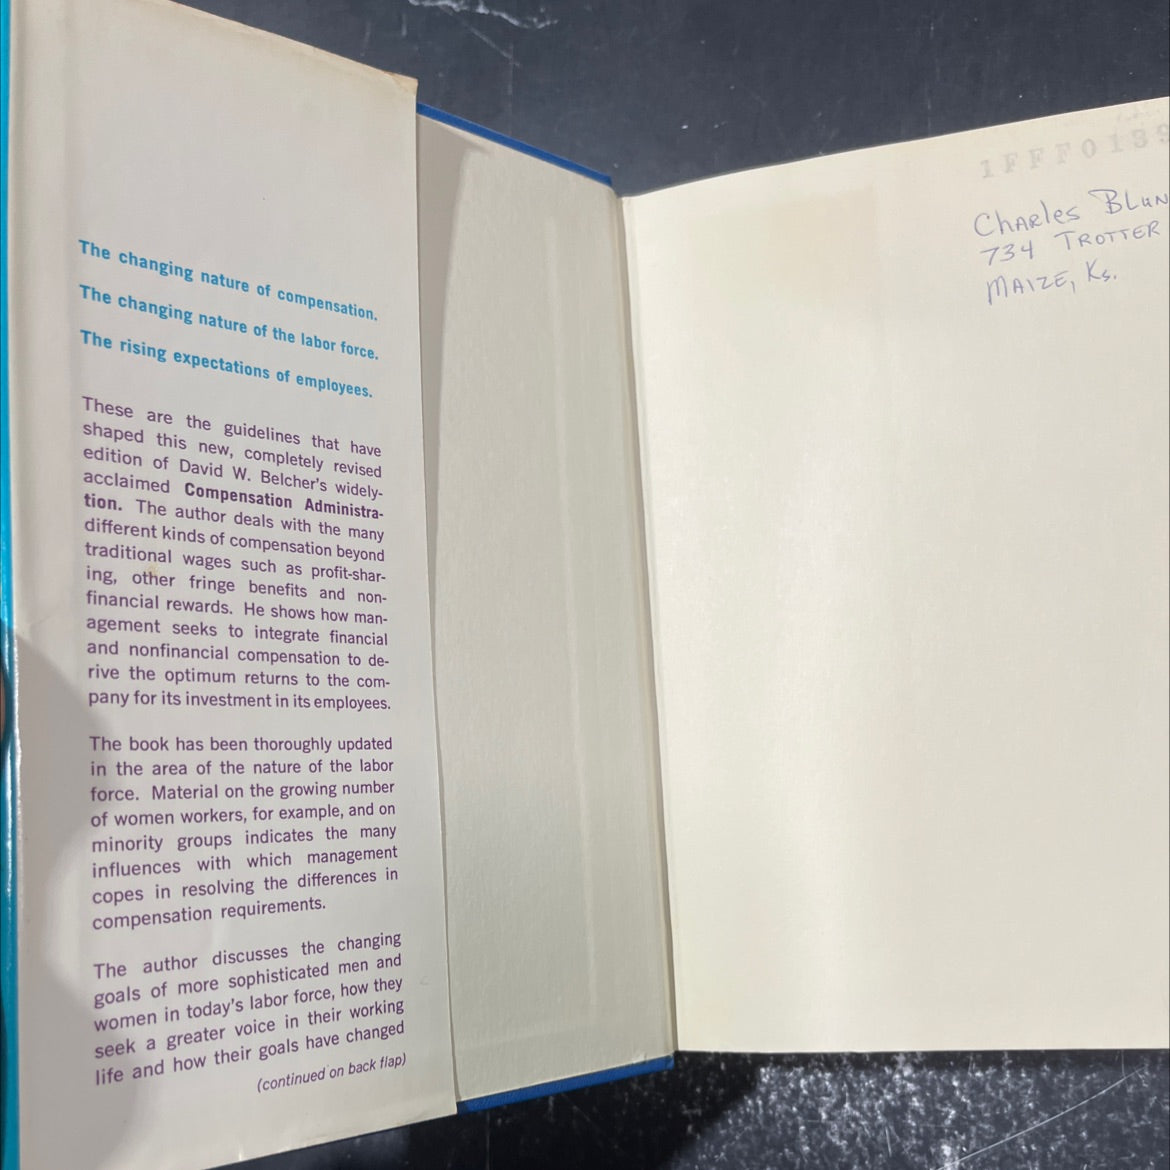 The changing nature of compensation.
The changing nature of the labor force.
The rising expectations of employees.
These are the guidelines that have
shaped this new, completely revised
edition of David W. Belcher's widely-
acclaimed Compensation Administra-
tion. The author deals with the many
different kinds of compensation beyond
traditional wages such as profit-shar-
ing, other fringe benefits and non-
financial rewards. He shows how man-
agement seeks to integrate financial
and nonfinancial compensation to de-
rive the optimum returns to the com-
pany for its investment in its employees.
The book has been thoroughly updated
in the area of the nature of the labor
force. Material on the growing number
of women workers, for example, and on
minority groups indicates the many
influences with which management
copes in resolving the differences in
compensation requirements.
The author discusses the changing
goals of more sophisticated men and
women in today's labor force, how they
seek a greater voice in their working
life and how their goals have changed
(continued on back flap)
1FFF0139
Charles Blun
734 Trotter
Maize, Ks.